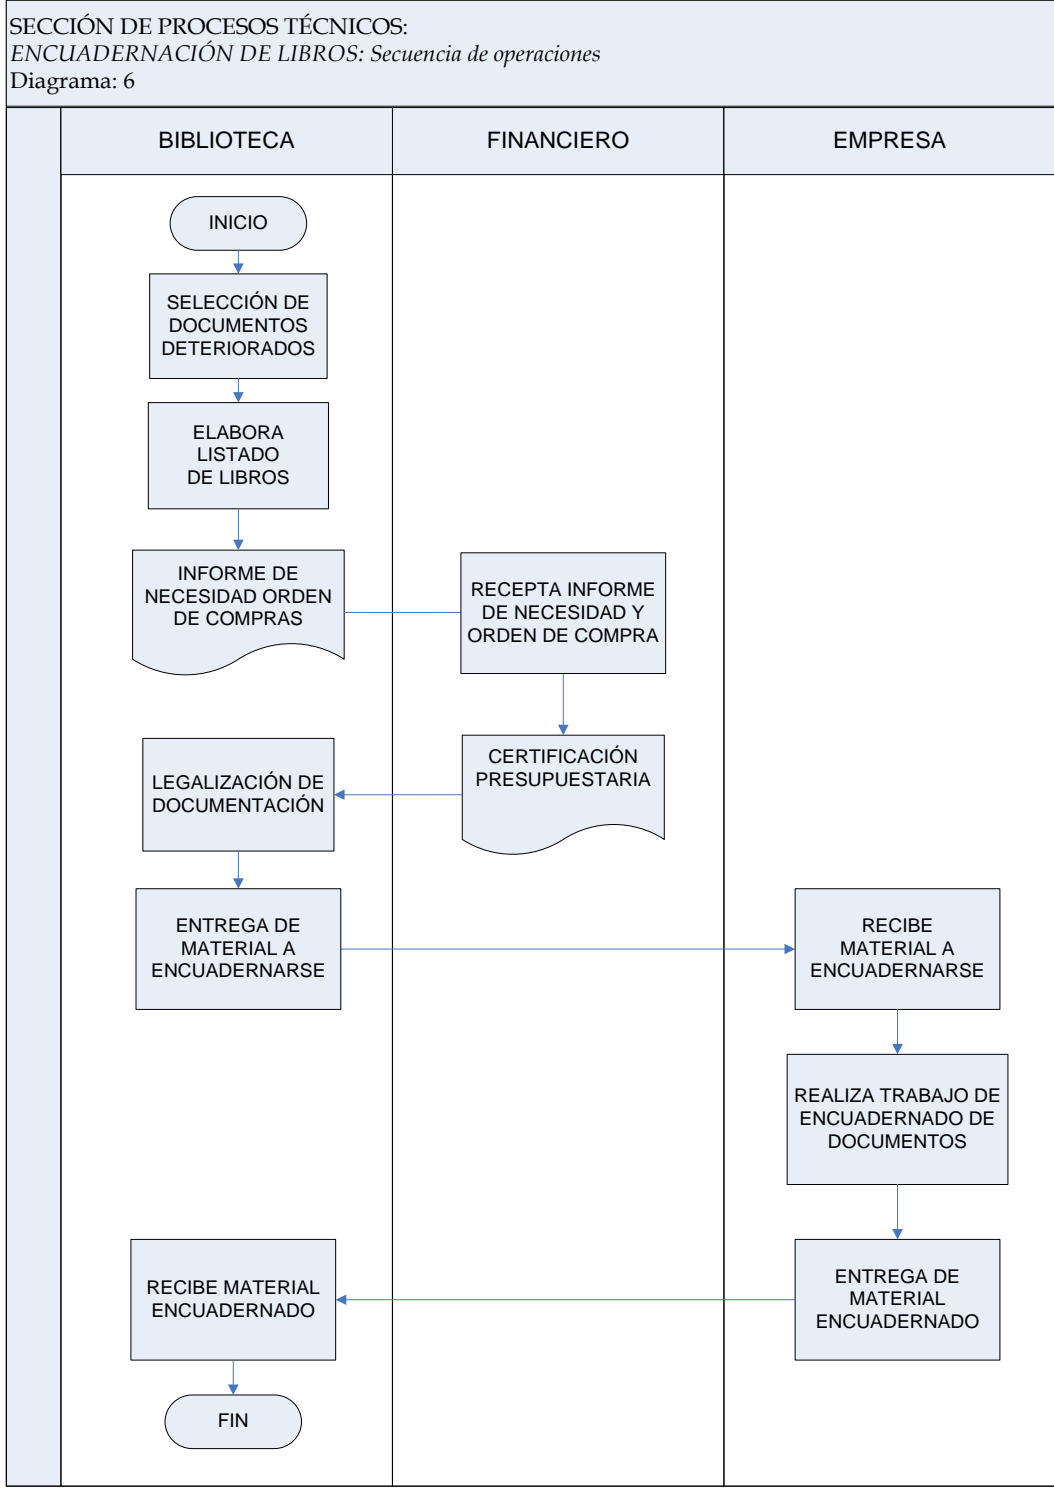 SECCIÓN DE PROCESOS TÉCNICOS:
ENCUADERNACIÓN DE LIBROS: Secuencia de operaciones
Diagrama: 6
BIBLIOTECA
FINANCIERO
EMPRESA
INICIO
SELECCIÓN DE
DOCUMENTOS
DETERIORADOS
ELABORA
LISTADO
DE LIBROS
INFORME DE
NECESIDAD ORDEN
DE COMPRAS
RECEPTA INFORME
DE NECESIDAD Y
ORDEN DE COMPRA
CERTIFICACIÓN
PRESUPUESTARIA
LEGALIZACIÓN DE
DOCUMENTACIÓN
ENTREGA DE
MATERIAL A
ENCUADERNARSE
RECIBE
MATERIAL A
ENCUADERNARSE
REALIZA TRABAJO DE
ENCUADERNADO DE
DOCUMENTOS
ENTREGA DE
MATERIAL
ENCUADERNADO
RECIBE MATERIAL
ENCUADERNADO
FIN